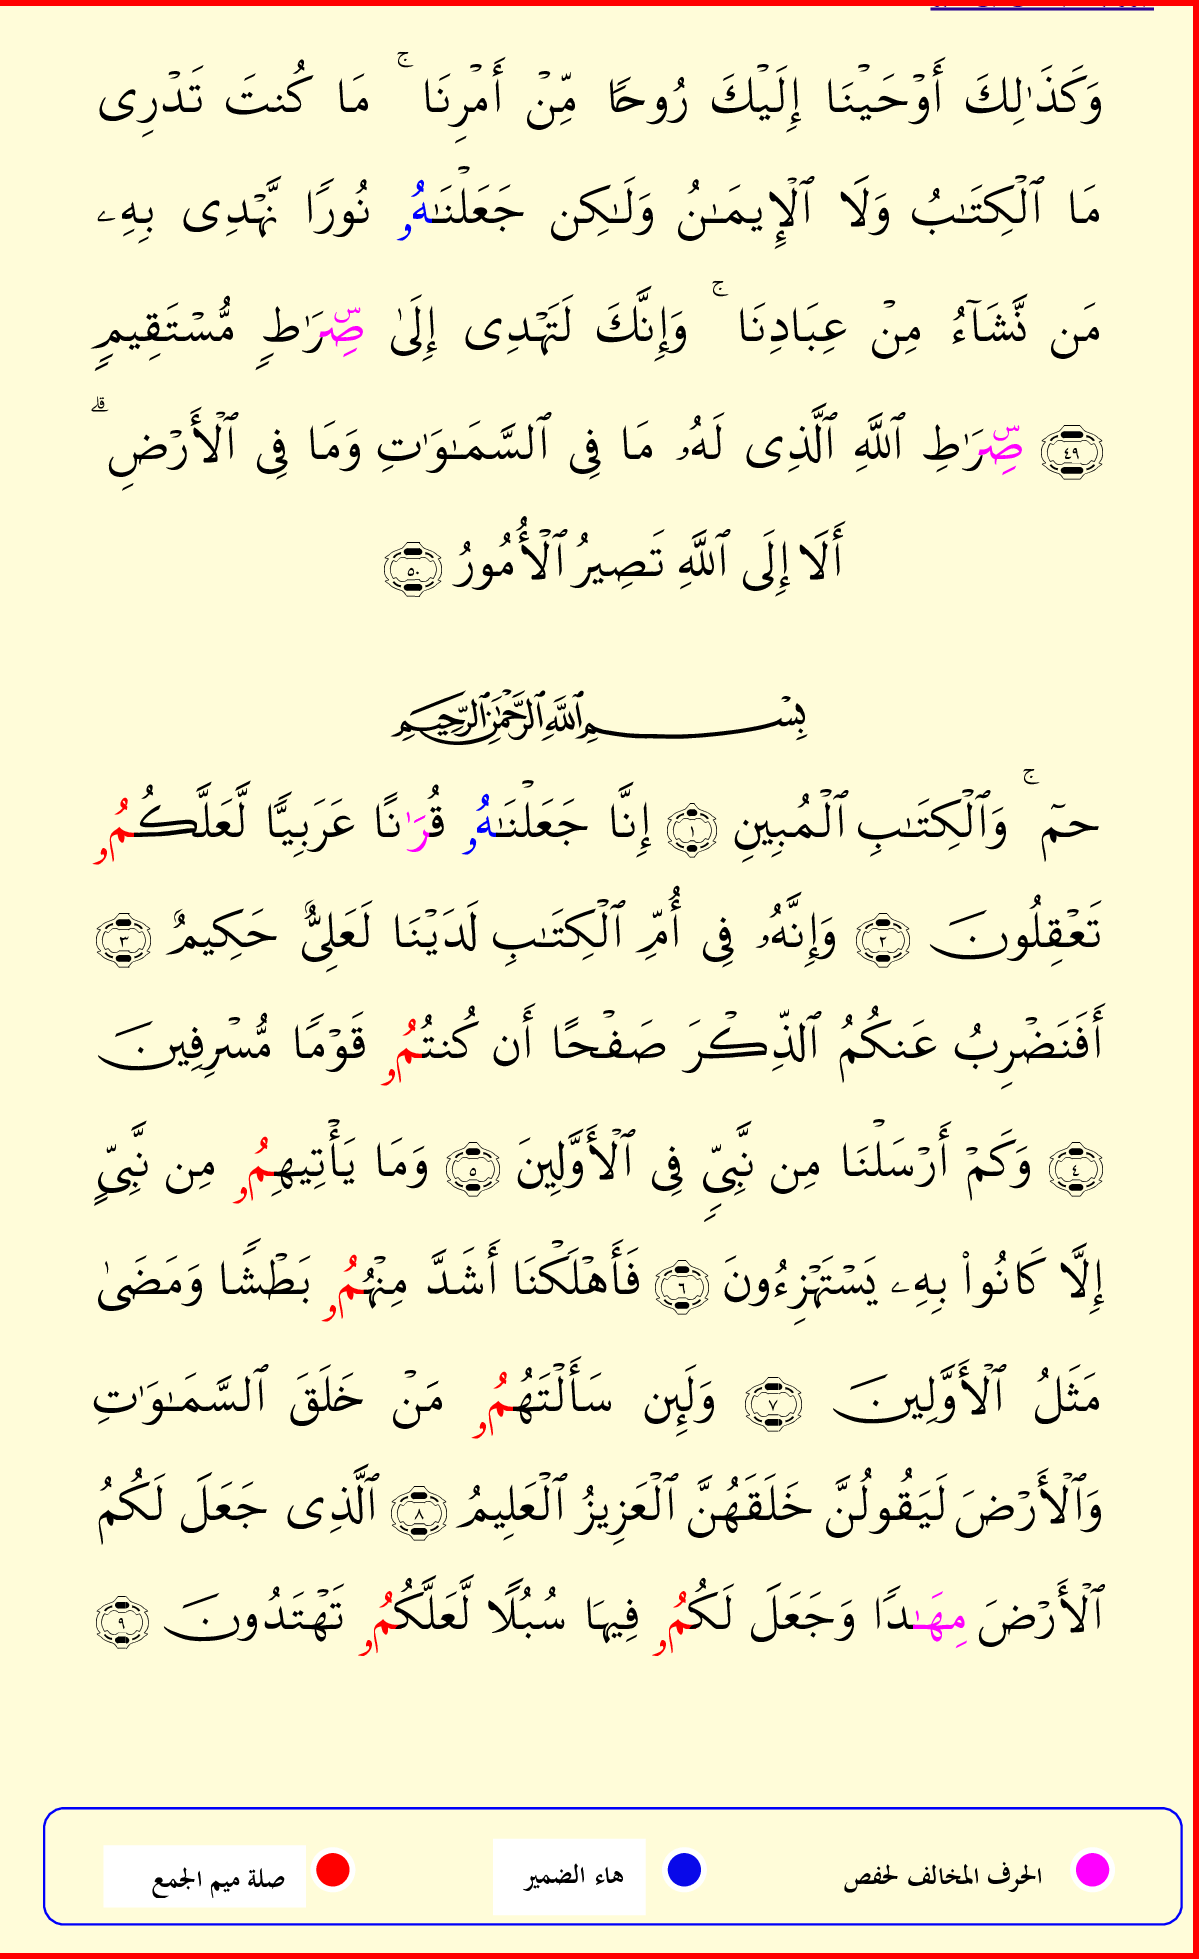 وَكَذَٰلِكَ أَوْحَيْنَا إِلَيْكَ رُوحًا مِّنْ أَمْرِنَا ۚ مَا كُنتَ تَدْرِى
مَا ٱلْكِتَـٰبُ وَلَا ٱلْإِيمَـٰنُ وَلَـٰكِن جَعَلْنَـٰهُۥ نُورًا نَّهْدِى بِهِۦ
مَن نَّشَآءُ مِنْ عِبَادِنَا ۚ وَإِنَّكَ لَتَهْدِى إِلَىٰ صِّرَٰطٍ مُّسْتَقِيمٍ
٤٩ صِّرَٰطِ ٱللَّهِ ٱلَّذِى لَهُۥ مَا فِى ٱلسَّمَـٰوَٰتِ وَمَا فِى ٱلْأَرْضِ ۗ
أَلَا إِلَى ٱللَّهِ تَصِيرُ ٱلْأُمُورُ ٥٠
بِسْمِ ٱللَّهِ ٱلرَّحْمَٰنِ ٱلرَّحِيمِ
حمٓ ۚ وَٱلْكِتَـٰبِ ٱلْمُبِينِ ١ إِنَّا جَعَلْنَـٰهُۥ قُرَٰنًا عَرَبِيًّا لَّعَلَّكُمُۥ
تَعْقِلُونَ ٢ وَإِنَّهُۥ فِى أُمِّ ٱلْكِتَـٰبِ لَدَيْنَا لَعَلِىٌّ حَكِيمٌ ٣
أَفَنَضْرِبُ عَنكُمُ ٱلذِّكْرَ صَفْحًا أَن كُنتُمُۥ قَوْمًا مُّسْرِفِينَ
٤ وَكَمْ أَرْسَلْنَا مِن نَّبِىٍّ فِى ٱلْأَوَّلِينَ ٥ وَمَا يَأْتِيهِمُۥ مِن نَّبِىٍّ
إِلَّا كَانُوا۟ بِهِۦ يَسْتَهْزِءُونَ ٦ فَأَهْلَكْنَا أَشَدَّ مِنْهُمُۥ بَطْشًا وَمَضَىٰ
مَثَلُ ٱلْأَوَّلِينَ ٧ وَلَئِن سَأَلْتَهُمُۥ مَنْ خَلَقَ ٱلسَّمَـٰوَٰتِ
وَٱلْأَرْضَ لَيَقُولُنَّ خَلَقَهُنَّ ٱلْعَزِيزُ ٱلْعَلِيمُ ٨ ٱلَّذِى جَعَلَ لَكُمُ
ٱلْأَرْضَ مِهَـٰدًا وَجَعَلَ لَكُمُۥ فِيهَا سُبُلًا لَّعَلَّكُمُۥ تَهْتَدُونَ ٩
الحرف المخالف لحفص هاء الضمير صلة ميم الجمع